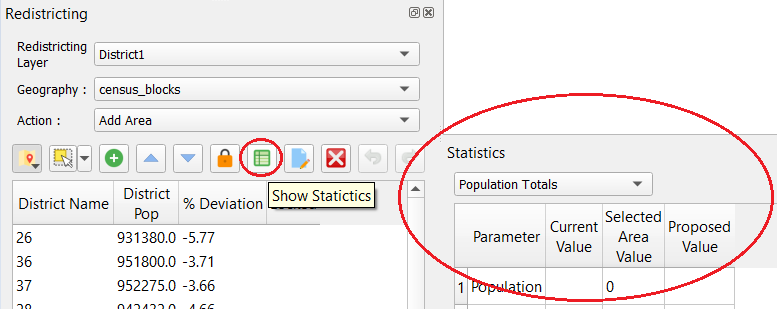 Redistricting
Redistricting
Layer
District1
Geography :
census_blocks
Action :
Add Area
Show Statictics
District Name
District
Pop
% Deviation
26
931380.0
-5.77
36
951800.0
-3.71
37
952275.0
-3.66
Statistics
Population Totals
Parameter
Current
Value
Selected
Area
Value
Proposed
Value
1
Population
0